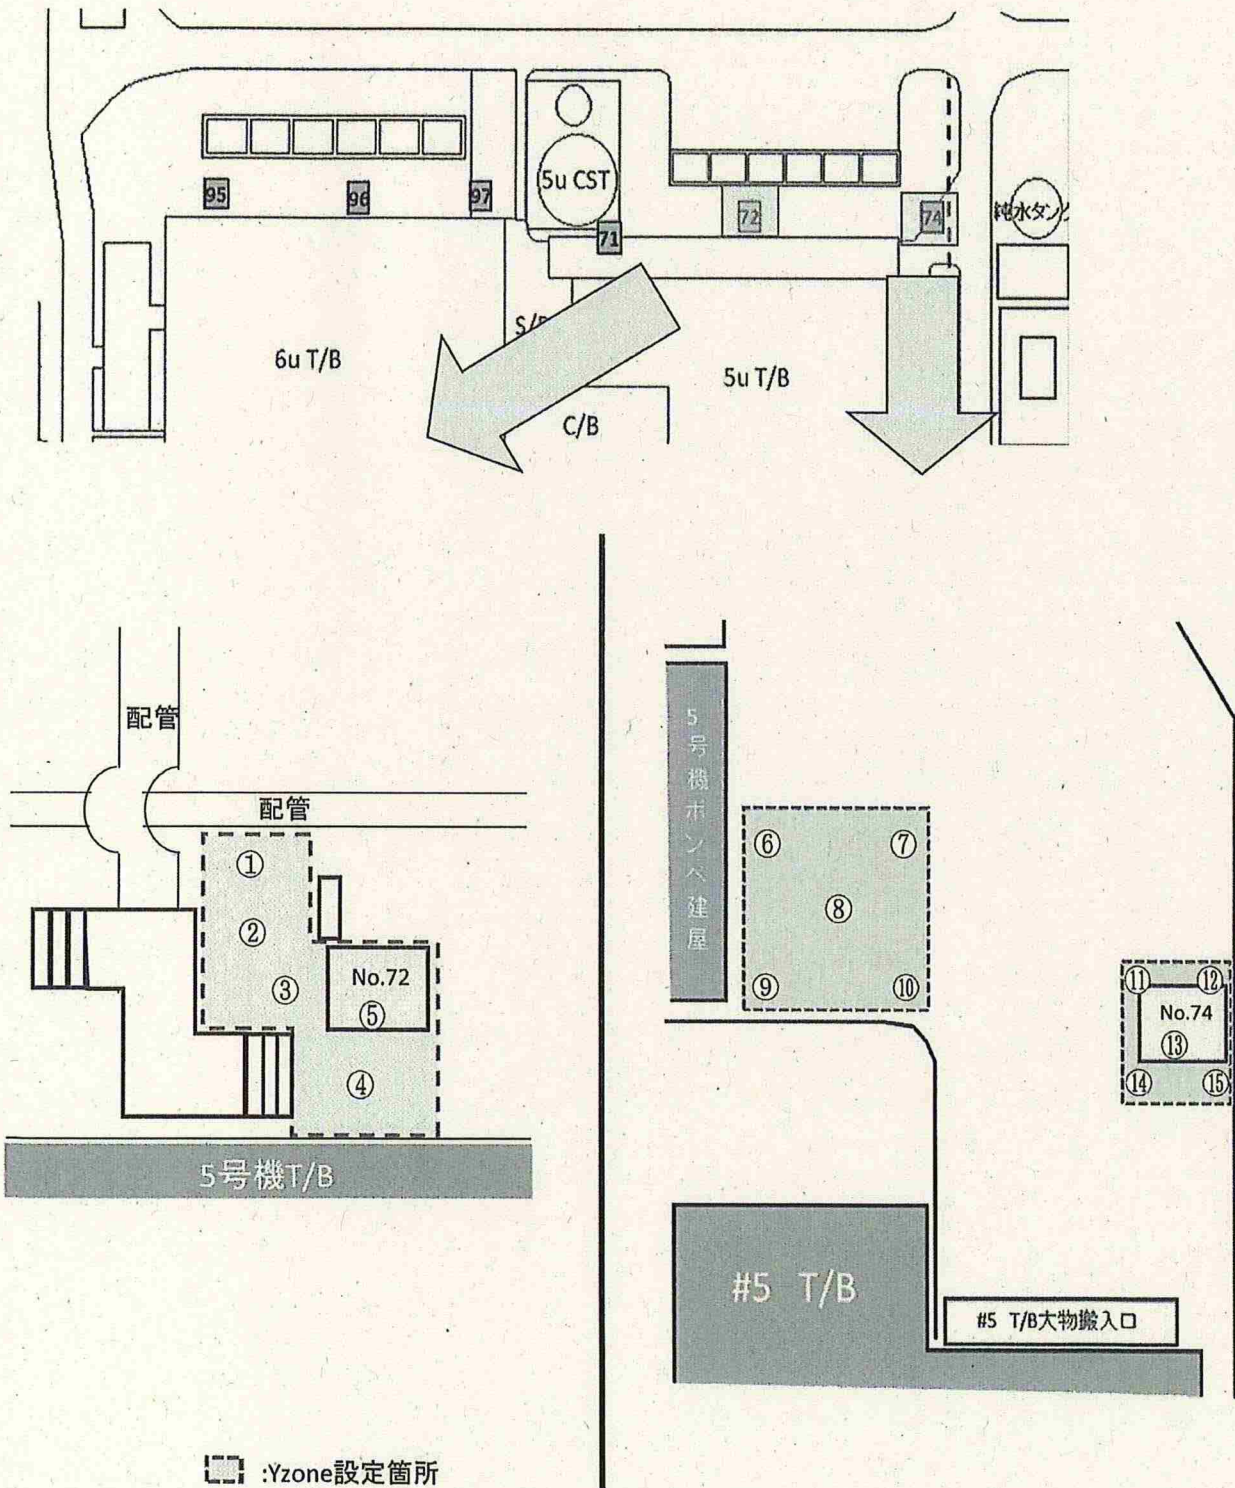 95
96
97
5u CST
71
72
74
純水タンク
6u T/B
5u T/B
C/B
配管
配管
①
②
③
No.72
⑤
④
5号機T/B
5号機ボンベ建屋
⑥
⑦
⑧
⑨
⑩
⑪
⑫
No.74
⑬
⑭
⑮
#5 T/B
#5 T/B大物搬入口
:Yzone設定箇所